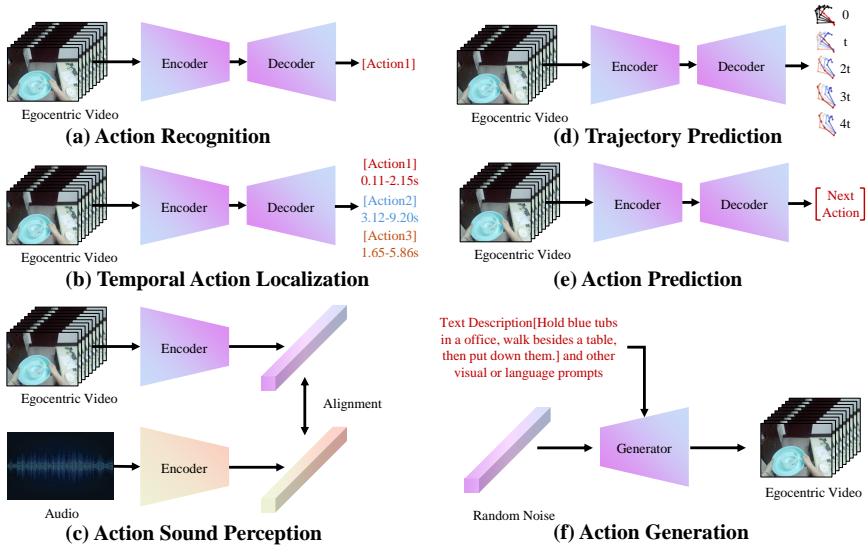 Egocentric Video
Encoder
Decoder
[Action1]
(a) Action Recognition
Egocentric Video
Encoder
Decoder
[Action1]
0.11-2.15s
[Action2]
3.12-9.20s
[Action3]
1.65-5.86s
(b) Temporal Action Localization
Egocentric Video
Encoder
Alignment
Audio
Encoder
(c) Action Sound Perception
Egocentric Video
Encoder
Decoder
0
t
2t
3t
4t
(d) Trajectory Prediction
Egocentric Video
Encoder
Decoder
Next
Action
(e) Action Prediction
Text Description[Hold blue tubs
in a office, walk besides a table,
then put down them.] and other
visual or language prompts
Random Noise
Generator
Egocentric Video
(f) Action Generation